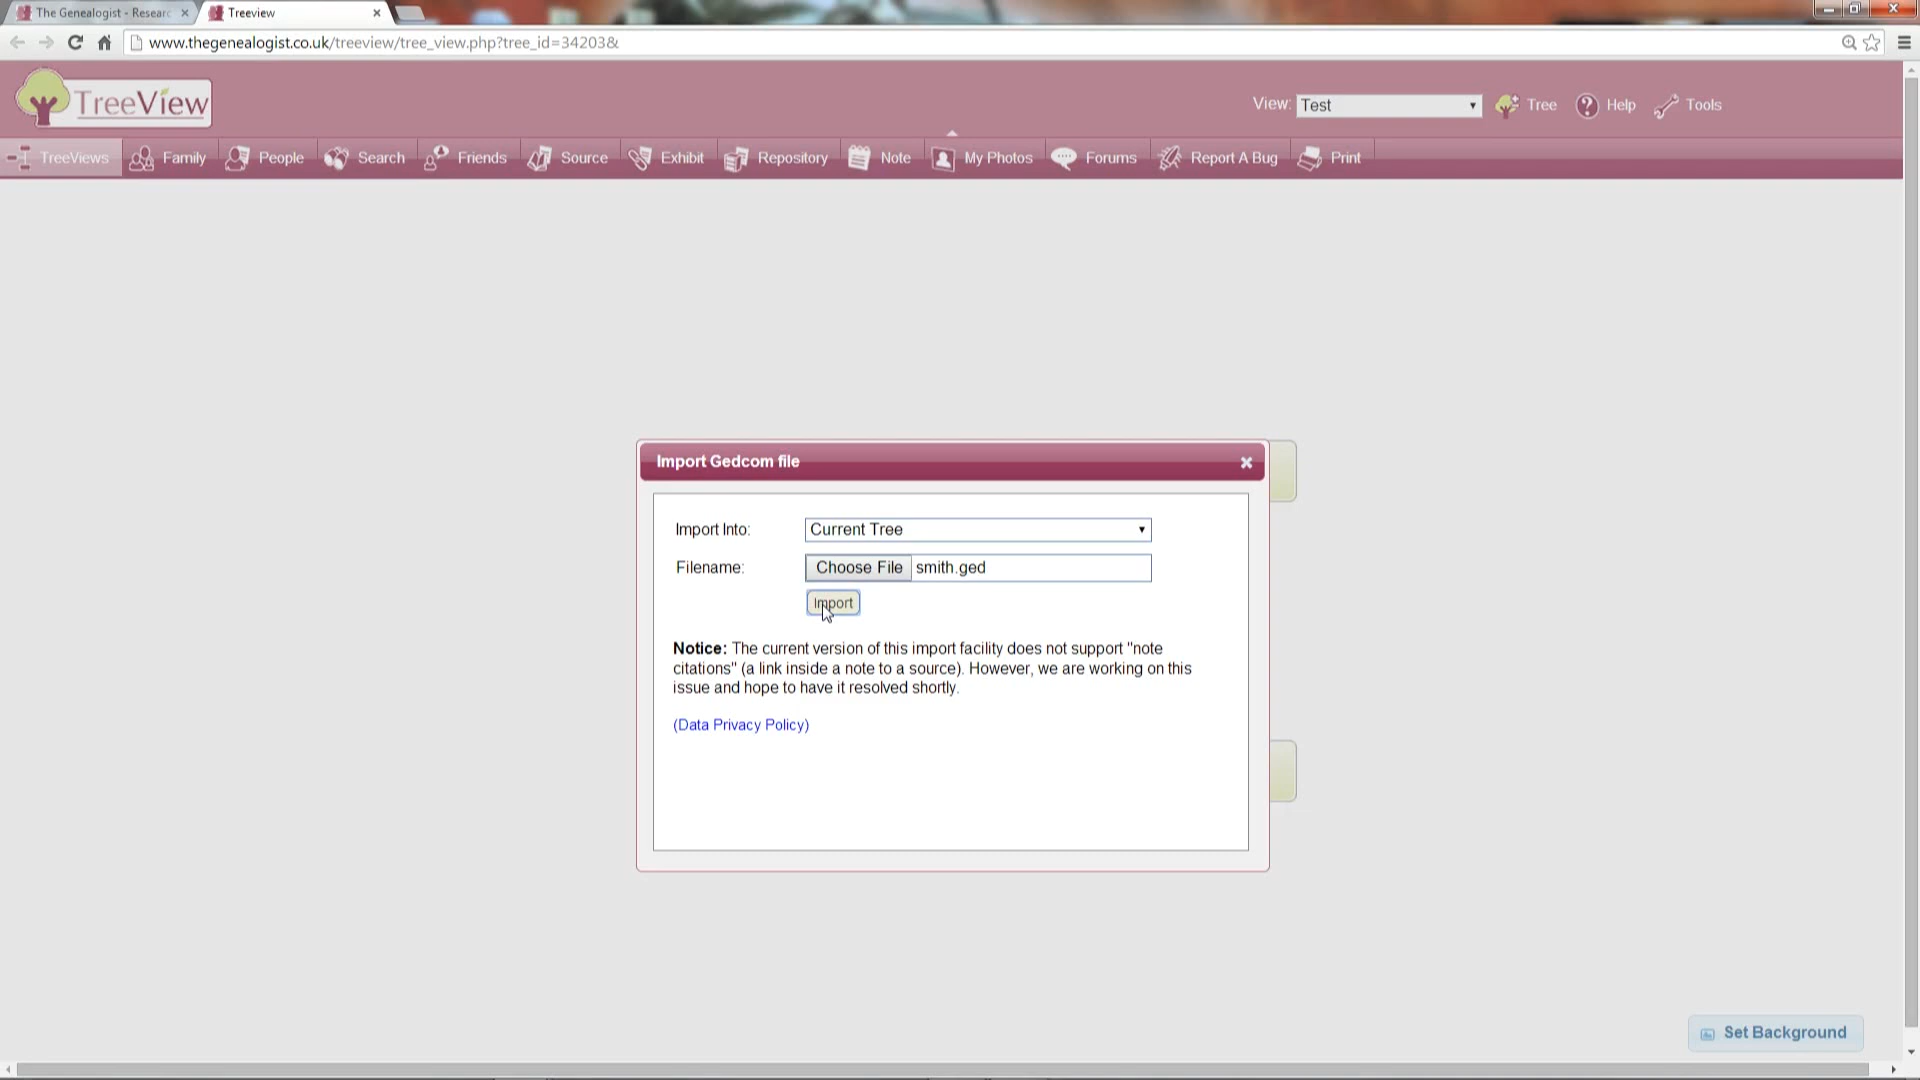 The Genealogist - Researc
Treeview
www.thegenealogist.co.uk/treeview/tree_view.php?tree_id=34203&
TreeView
View:
Test
Tree
Help
Tools
TreeViews
Family
People
Search
Friends
Source
Exhibit
Repository
Note
My Photos
Forums
Report A Bug
Print
Import Gedcom file
Import Into:
Current Tree
Filename:
Choose File
smith.ged
Import
Notice: The current version of this import facility does not support "note
citations" (a link inside a note to a source). However, we are working on this
issue and hope to have it resolved shortly.
(Data Privacy Policy)
Set Background